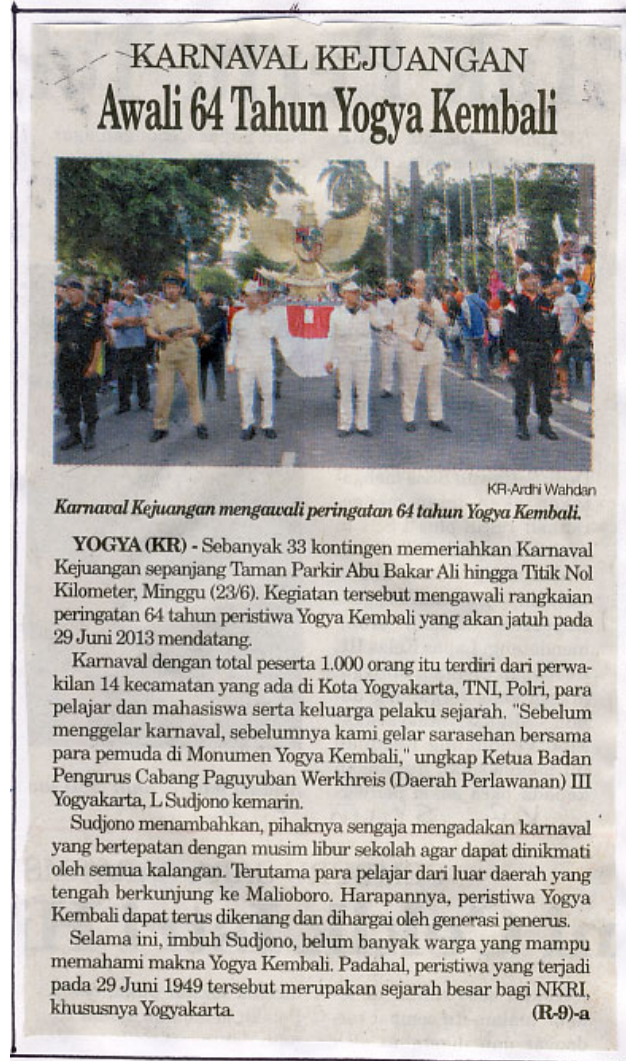 KARNAVAL KEJUANGAN
Awali 64 Tahun Yogya Kembali
KR-Ardhi Wahdan
Karnaval Kejuangan mengawali peringatan 64 tahun Yogya Kembali.
YOGYA (KR) - Sebanyak 33 kontingen memeriahkan Karnaval
Kejuangan sepanjang Taman Parkir Abu Bakar Ali hingga Titik Nol
Kilometer, Minggu (23/6). Kegiatan tersebut mengawali rangkaian
peringatan 64 tahun peristiwa Yogya Kembali yang akan jatuh pada
29 Juni 2013 mendatang.
Karnaval dengan total peserta 1.000 orang itu terdiri dari perwa-
kilan 14 kecamatan yang ada di Kota Yogyakarta, TNI, Polri, para
pelajar dan mahasiswa serta keluarga pelaku sejarah. "Sebelum
menggelar karnaval, sebelumnya kami gelar sarasehan bersama
para pemuda di Monumen Yogya Kembali," ungkap Ketua Badan
Pengurus Cabang Paguyuban Werkhreis (Daerah Perlawanan) III
Yogyakarta, L Sudjono kemarin.
Sudjono menambahkan, pihaknya sengaja mengadakan karnaval
yang bertepatan dengan musim libur sekolah agar dapat dinikmati
oleh semua kalangan. Terutama para pelajar dari luar daerah yang
tengah berkunjung ke Malioboro. Harapannya, peristiwa Yogya
Kembali dapat terus dikenang dan dihargai oleh generasi penerus.
Selama ini, imbuh Sudjono, belum banyak warga yang mampu
memahami makna Yogya Kembali. Padahal, peristiwa yang terjadi
pada 29 Juni 1949 tersebut merupakan sejarah besar bagi NKRI,
khususnya Yogyakarta. (R-9)-a